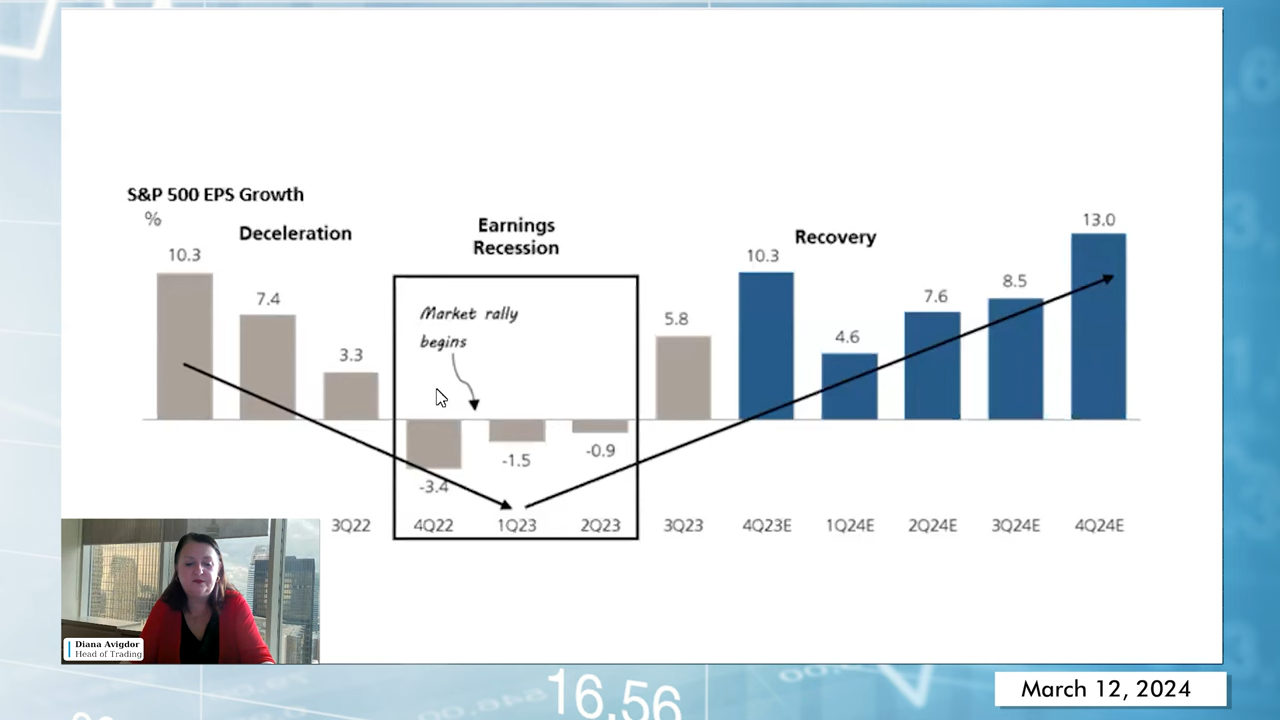 S&P 500 EPS Growth
%
Deceleration
Earnings
Recession
Recovery
10.3
7.4
3.3
-3.4
-1.5
-0.9
5.8
10.3
4.6
7.6
8.5
13.0
Market rally
begins
3Q22
4Q22
1Q23
2Q23
3Q23
4Q23E
1Q24E
2Q24E
3Q24E
4Q24E
Diana Avigdor
Head of Trading
16.56
March 12, 2024